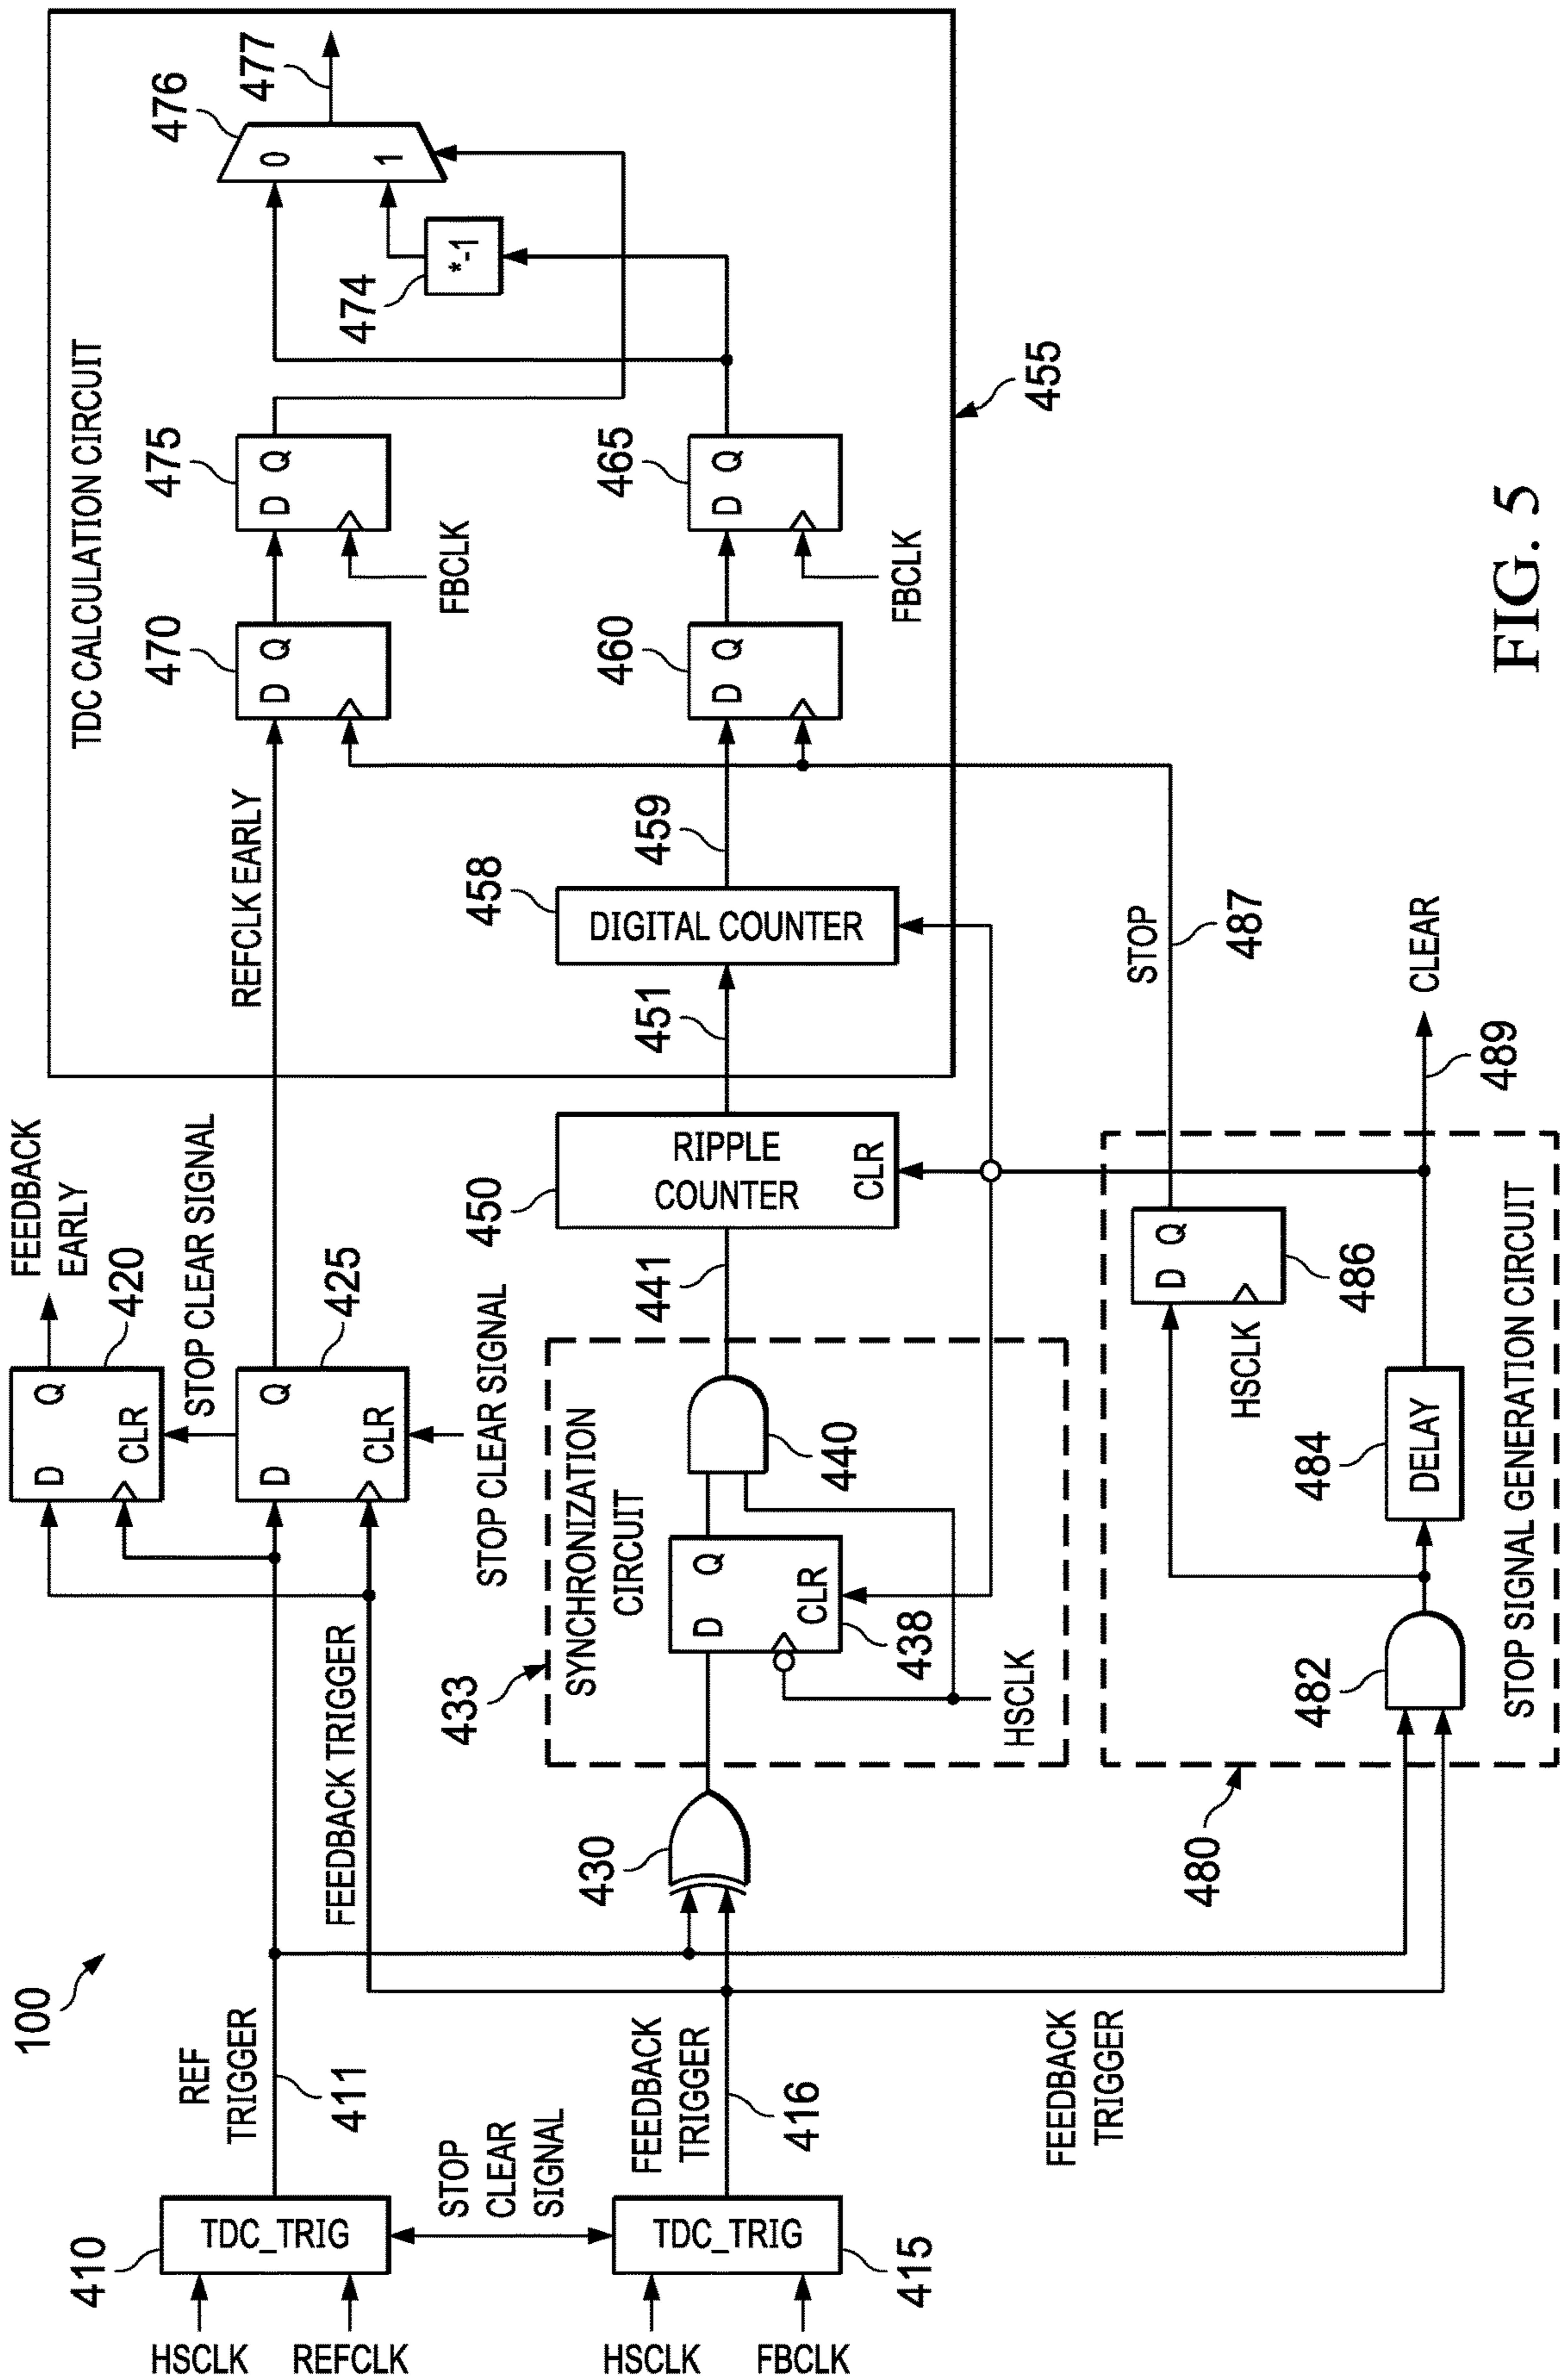 100
HSCLK
REFCLK
410
TDC_TRIG
REF
TRIGGER
411
STOP
CLEAR
SIGNAL
HSCLK
FBCLK
TDC_TRIG
415
FEEDBACK
TRIGGER
416
FEEDBACK
TRIGGER
FEEDBACK TRIGGER
FEEDBACK
EARLY
420
D Q
CLR
STOP CLEAR SIGNAL
425
D Q
CLR
STOP CLEAR SIGNAL
430
433
SYNCHRONIZATION
CIRCUIT
D Q
CLR
438
440
HSCLK
441
450
RIPPLE
COUNTER
CLR
451
TDC CALCULATION CIRCUIT
REFCLK EARLY
458
DIGITAL COUNTER
459
470
D Q
475
D Q
FBCLK
460
D Q
465
D Q
FBCLK
474
*-1
476
0
1
477
455
480
482
484
DELAY
HSCLK
D Q
486
STOP SIGNAL GENERATION CIRCUIT
STOP
487
CLEAR
489
FIG. 5